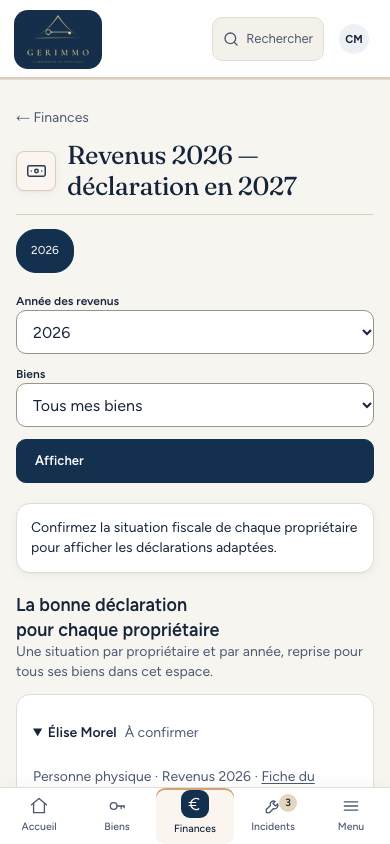 GERIMMO
Rechercher
CM
← Finances
Revenus 2026 —
déclaration en 2027
2026
Année des revenus
2026
Biens
Tous mes biens
Afficher
Confirmez la situation fiscale de chaque propriétaire
pour afficher les déclarations adaptées.
La bonne déclaration
pour chaque propriétaire
Une situation par propriétaire et par année, reprise pour
tous ses biens dans cet espace.
▼ Élise Morel À confirmer
Personne physique · Revenus 2026 · Fiche du
3
Accueil
Biens
Finances
Incidents
Menu